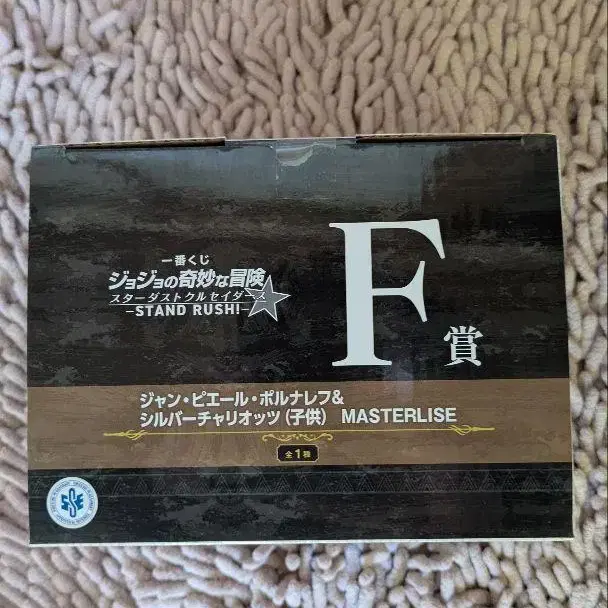 一番くじ
ジョジョの奇妙な冒険
スターダストクルセイダース
-STAND RUSH!-
F賞
ジャン・ピエール・ポルナレフ&
シルバーチャリオッツ(子供) MASTERLISE
全1種